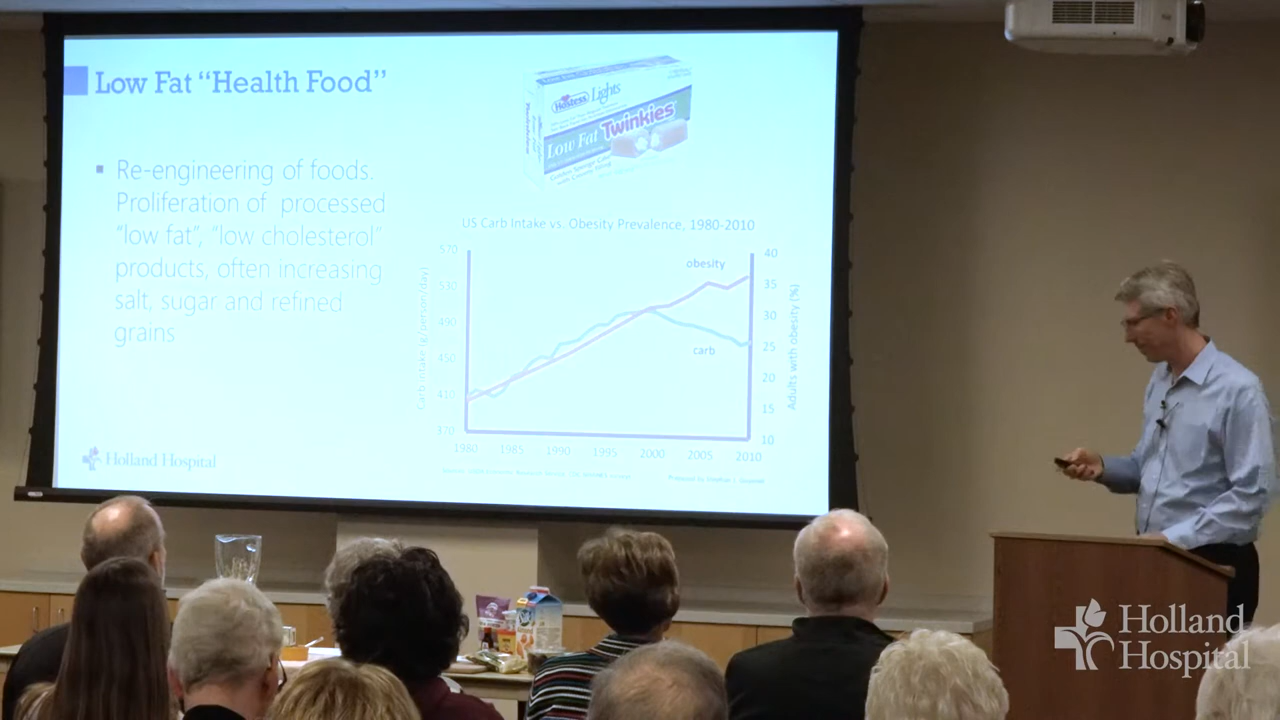 Low Fat “Health Food”
Hostess Lights
Low Fat Twinkies
▪ Re-engineering of foods.
Proliferation of processed
“low fat”, “low cholesterol”
products, often increasing
salt, sugar and refined
grains
US Carb Intake vs. Obesity Prevalence, 1980-2010
Carb intake (g/person/day)
570
530
490
450
410
370
obesity
carb
40
35
30
25
20
15
10
Adults with obesity (%)
1980 1985 1990 1995 2000 2005 2010
Holland Hospital
Holland
Hospital